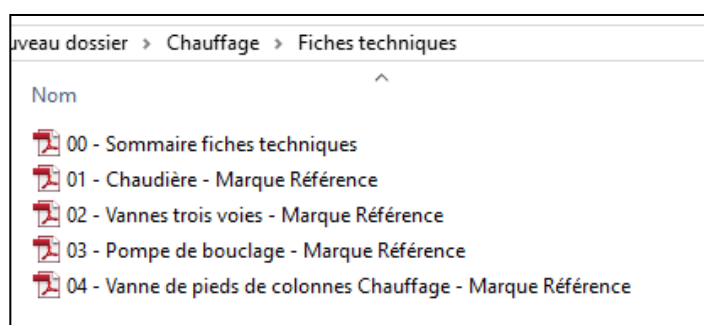 uveau dossier > Chauffage > Fiches techniques
Nom
00 - Sommaire fiches techniques
01 - Chaudière - Marque Référence
02 - Vannes trois voies - Marque Référence
03 - Pompe de bouclage - Marque Référence
04 - Vanne de pieds de colonnes Chauffage - Marque Référence